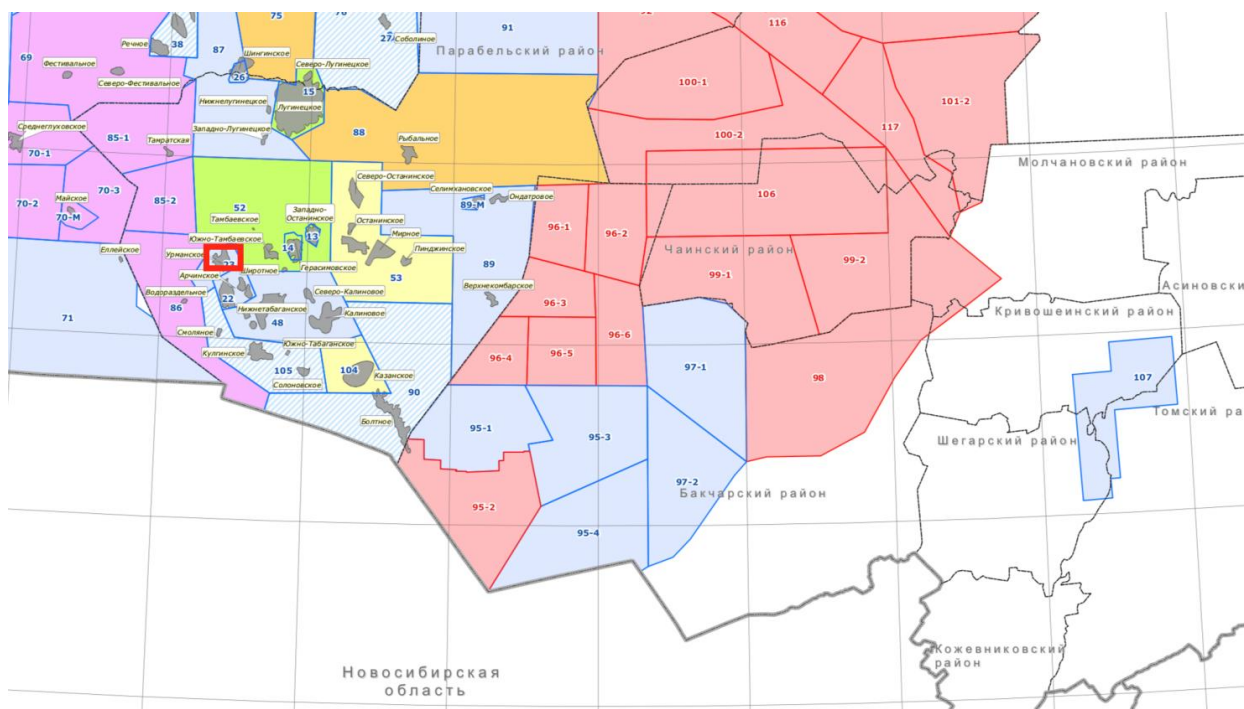 75
91
116
87
38
Речное
Шингинское
27
Соболиное
Парабельский район
69
Фестивальное
Северо-Фестивальное
26
Северо-Лугинецкое
15
100-1
101-2
Нижнелугинецкое
Лугинецкое
Среднеглуховское
85-1
Западно-Лугинецкое
88
100-2
117
70-1
Тамратская
Рыбальное
Молчановский район
70-3
Северо-Останинское
Селимхановское
Майское
85-2
52
89-М
Ондатровое
106
70-2
70-М
Тамбаевское
Западно-
Останинское
Останинское
96-1
96-2
Южно-Тамбаевское
13
Мирное
Чаинский район
Еллейское
Урманское
14
Пинджинское
99-2
23
89
99-1
Арчинское
Широтное
Герасимовское
53
Водораздельное
22
Северо-Калиновое
Верхнекомбарское
Асиновски
86
Нижнетабаганское
96-3
Кривошеинский район
71
48
Калиновое
Смоляное
96-6
Кулгинское
Южно-Табаганское
96-4
96-5
97-1
105
104
Казанское
98
107
Солоновское
90
Томский ра
Болтное
95-1
95-3
Шегарский район
97-2
Бакчарский район
95-2
95-4
Кожевниковский
район
Новосибирская
область